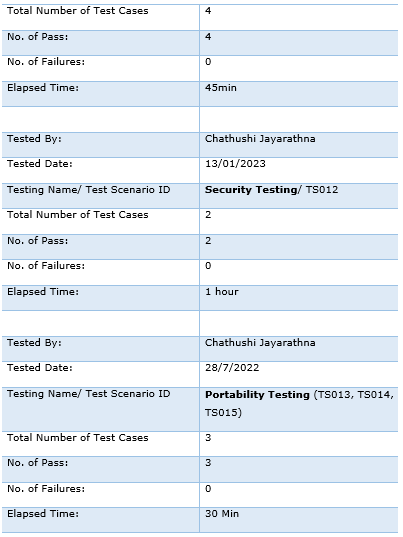 Total Number of Test Cases 4
No. of Pass: 4
No. of Failures: 0
Elapsed Time: 45min
Tested By: Chathushi Jayarathna
Tested Date: 13/01/2023
Testing Name/ Test Scenario ID Security Testing/ TS012
Total Number of Test Cases 2
No. of Pass: 2
No. of Failures: 0
Elapsed Time: 1 hour
Tested By: Chathushi Jayarathna
Tested Date: 28/7/2022
Testing Name/ Test Scenario ID Portability Testing (TS013, TS014,
TS015)
Total Number of Test Cases 3
No. of Pass: 3
No. of Failures: 0
Elapsed Time: 30 Min